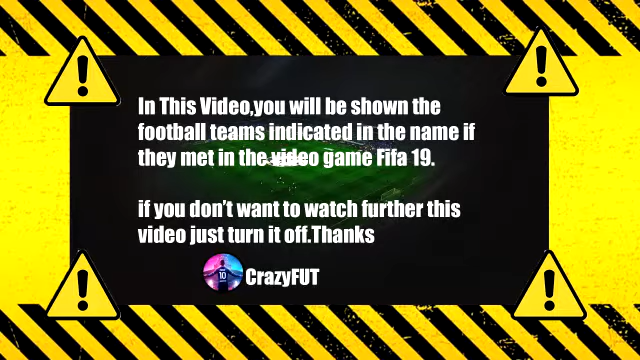 In This Video,you will be shown the
football teams indicated in the name if
they met in the video game Fifa 19.
if you don't want to watch further this
video just turn it off.Thanks
CrazyFUT